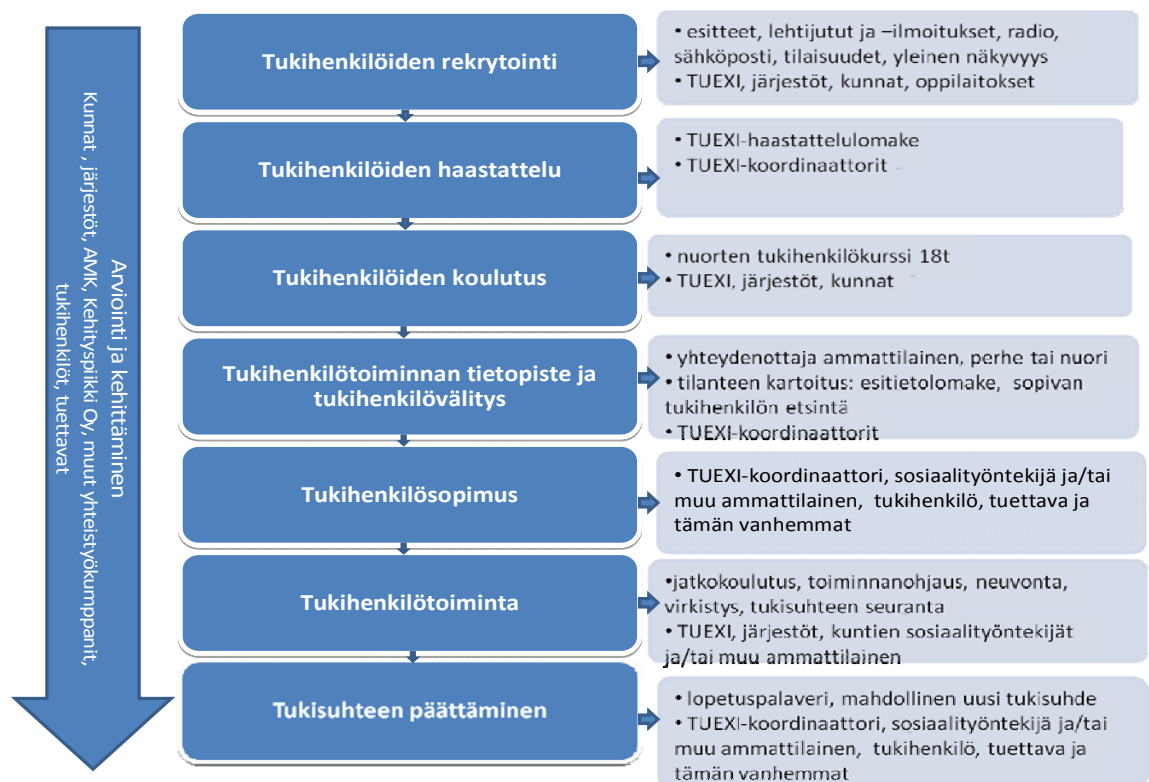 Arviointi ja kehittäminen
Kunnat , järjestöt, AMK, Kehityspiikki Oy, muut yhteistyökumppanit,
tukihenkilöt, tuettavat
Tukihenkilöiden rekrytointi
• esitteet, lehtijutut ja –ilmoitukset, radio,
sähköposti, tilaisuudet, yleinen näkyvyys
• TUEXI, järjestöt, kunnat, oppilaitokset
Tukihenkilöiden haastattelu
• TUEXI-haastattelulomake
• TUEXI-koordinaattorit
Tukihenkilöiden koulutus
• nuorten tukihenkilökurssi 18t
• TUEXI, järjestöt, kunnat
Tukihenkilötoiminnan tietopiste ja
tukihenkilövälitys
• yhteydenottaja ammattilainen, perhe tai nuori
• tilanteen kartoitus: esitietolomake, sopivan
tukihenkilön etsintä
• TUEXI-koordinaattorit
Tukihenkilösopimus
• TUEXI-koordinaattori, sosiaalityöntekijä ja/tai
muu ammattilainen, tukihenkilö, tuettava ja
tämän vanhemmat
Tukihenkilötoiminta
•jatkokoulutus, toiminnanohjaus, neuvonta,
virkistys, tukisuhteen seuranta
• TUEXI, järjestöt, kuntien sosiaalityöntekijät
ja/tai muu ammattilainen
Tukisuhteen päättäminen
• lopetuspalaveri, mahdollinen uusi tukisuhde
• TUEXI-koordinaattori, sosiaalityöntekijä ja/tai
muu ammattilainen, tukihenkilö, tuettava ja
tämän vanhemmat